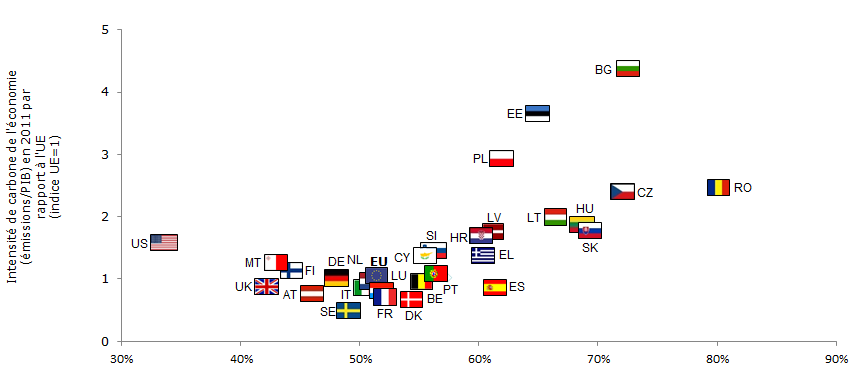 Intensité de carbone de l'économie
(émissions/PIB) en 2011 par
rapport à l'UE
(indice UE=1)
5
4
3
2
1
0
30%
40%
50%
60%
70%
80%
90%
BG
EE
PL
CZ
RO
US
LV
LT
HU
HR
SI
SK
MT
FI
DE
NL
EU
CY
EL
LU
UK
AT
IT
BE
PT
ES
SE
FR
DK